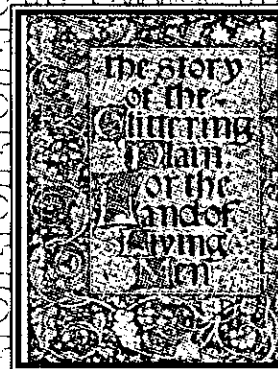 the story
of the
Glittering
Plain
or the
Land of
Living
Men